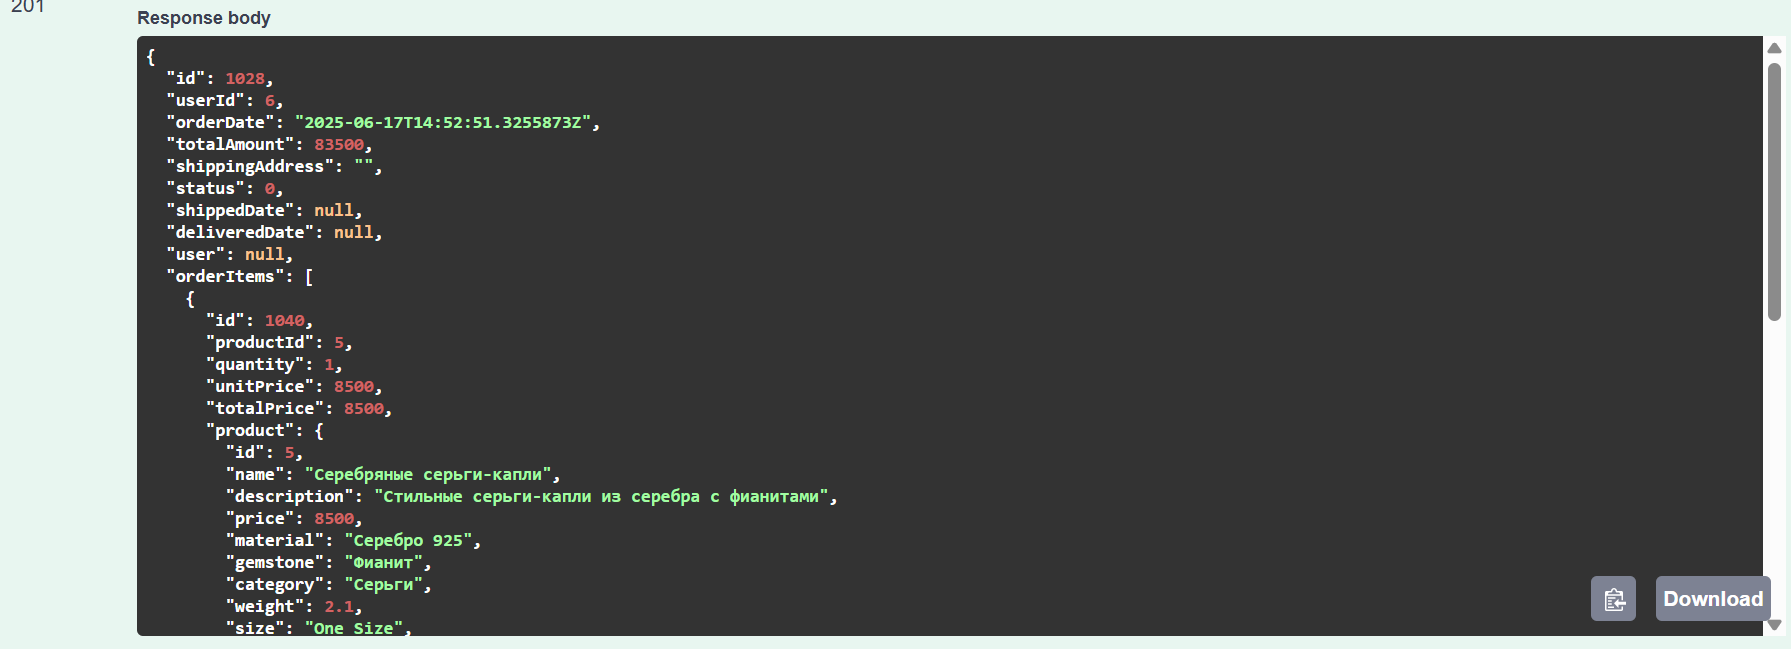 201
Response body
{
"id": 1028,
"userId": 6,
"orderDate": "2025-06-17T14:52:51.3255873Z",
"totalAmount": 83500,
"shippingAddress": "",
"status": 0,
"shippedDate": null,
"deliveredDate": null,
"user": null,
"orderItems": [
{
"id": 1040,
"productId": 5,
"quantity": 1,
"unitPrice": 8500,
"totalPrice": 8500,
"product": {
"id": 5,
"name": "Серебряные серьги-капли",
"description": "Стильные серьги-капли из серебра с фианитами",
"price": 8500,
"material": "Серебро 925",
"gemstone": "Фианит",
"category": "Серьги",
"weight": 2.1,
"size": "One Size",
Download